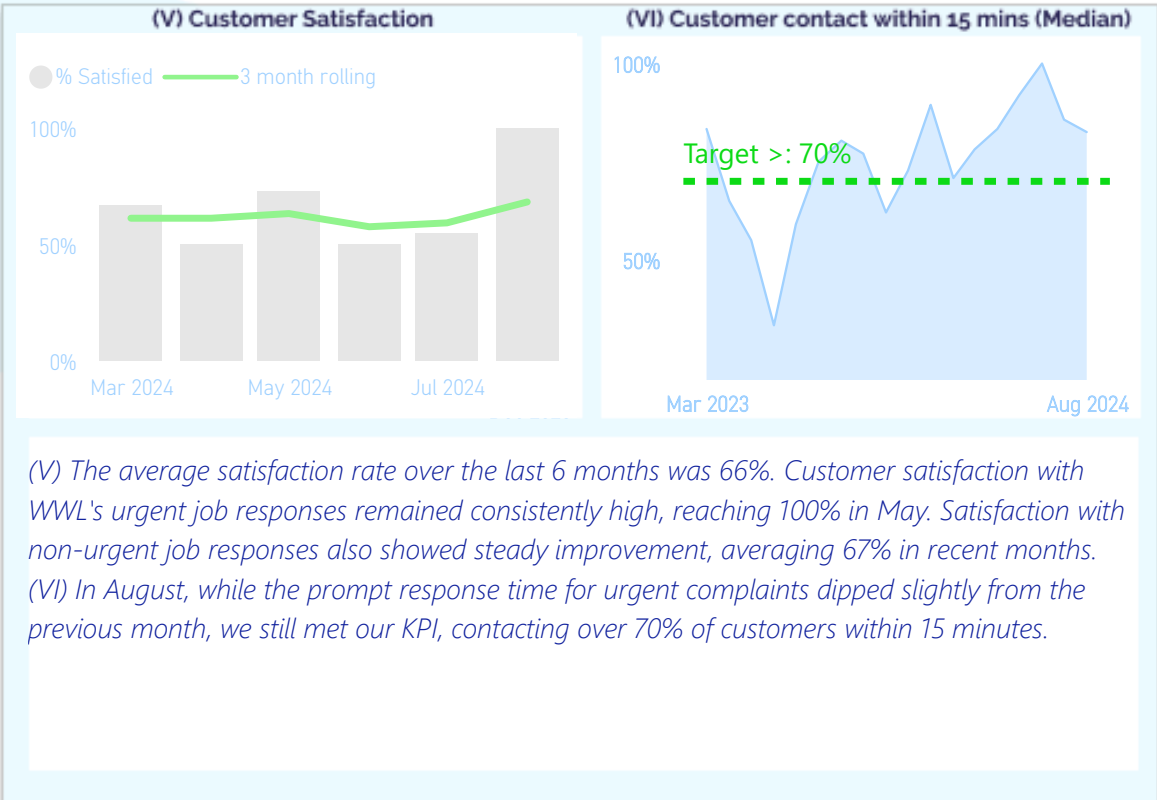 (V) Customer Satisfaction
(VI) Customer contact within 15 mins (Median)
% Satisfied
3 month rolling
100%
50%
0%
Mar 2024
May 2024
Jul 2024
100%
Target >: 70%
50%
Mar 2023
Aug 2024
(V) The average satisfaction rate over the last 6 months was 66%. Customer satisfaction with
WWL's urgent job responses remained consistently high, reaching 100% in May. Satisfaction with
non-urgent job responses also showed steady improvement, averaging 67% in recent months.
(VI) In August, while the prompt response time for urgent complaints dipped slightly from the
previous month, we still met our KPI, contacting over 70% of customers within 15 minutes.